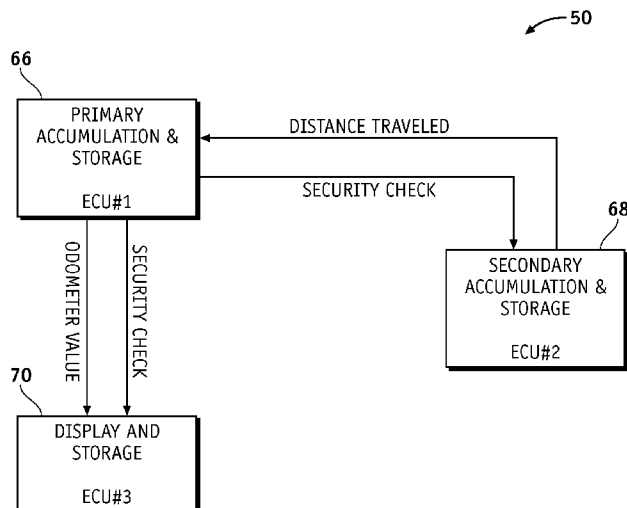 50
66
PRIMARY
ACCUMULATION &
STORAGE
ECU#1
DISTANCE TRAVELED
SECURITY CHECK
68
SECONDARY
ACCUMULATION &
STORAGE
ECU#2
ODOMETER VALUE
SECURITY CHECK
70
DISPLAY AND
STORAGE
ECU#3